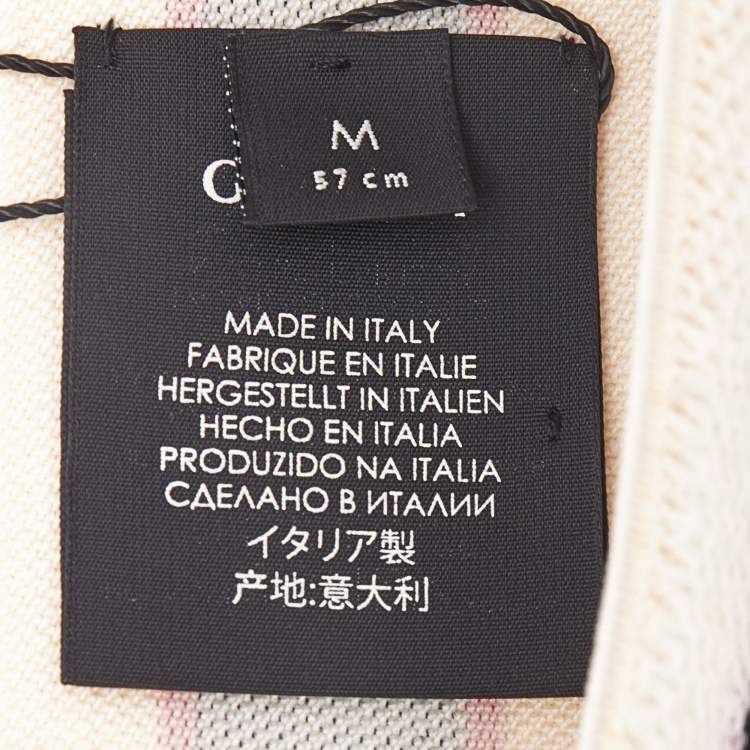 M
57 cm
G
MADE IN ITALY
FABRIQUE EN ITALIE
HERGESTELLT IN ITALIEN
HECHO EN ITALIA
PRODUZIDO NA ITALIA
СДЕЛАНО В ИТАЛИИ
イタリア製
产地:意大利